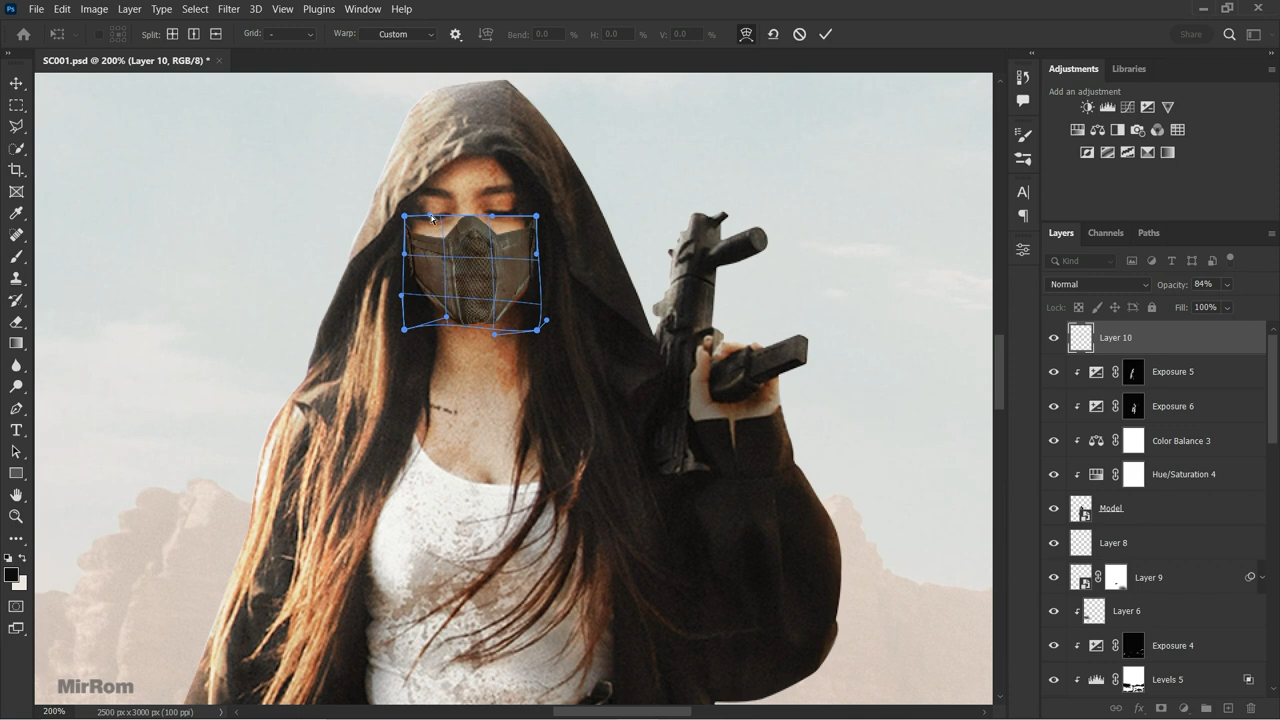 Ps File Edit Image Layer Type Select Filter 3D View Plugins Window Help
Split: Grid: - Warp: Custom Bend: 0.0 % H: 0.0 % V: 0.0 % Share
SC001.psd @ 200% (Layer 10, RGB/8) * ×
Adjustments Libraries
Add an adjustment
Layers Channels Paths
Kind
Normal Opacity: 84%
Lock: Fill: 100%
Layer 10
Exposure 5
Exposure 6
Color Balance 3
Hue/Saturation 4
Model
Layer 8
Layer 9
Layer 6
Exposure 4
Levels 5
MirRom
200% 2500 px x 3000 px (100 ppi)